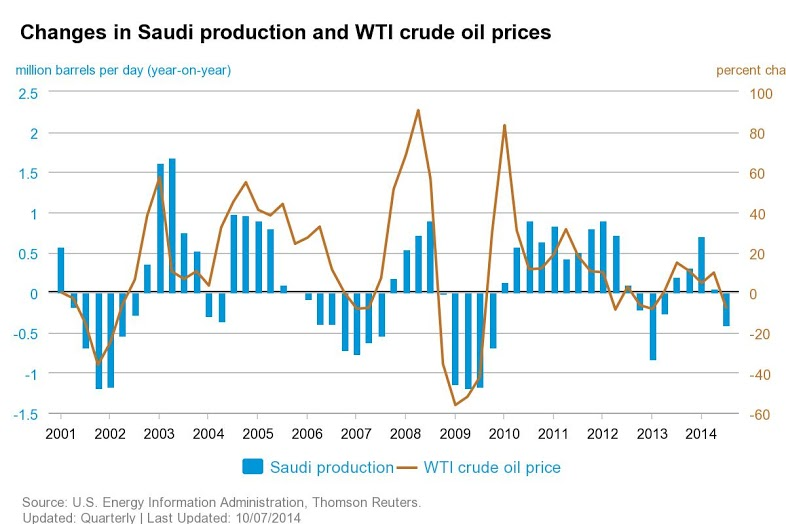 Changes in Saudi production and WTI crude oil prices
million barrels per day (year-on-year)
percent cha
2.5
100
2
80
1.5
60
1
40
0.5
20
0
0
-0.5
-20
-1
-40
-1.5
-60
2001 2002 2003 2004 2005 2006 2007 2008 2009 2010 2011 2012 2013 2014
Saudi production WTI crude oil price
Source: U.S. Energy Information Administration, Thomson Reuters.
Updated: Quarterly | Last Updated: 10/07/2014